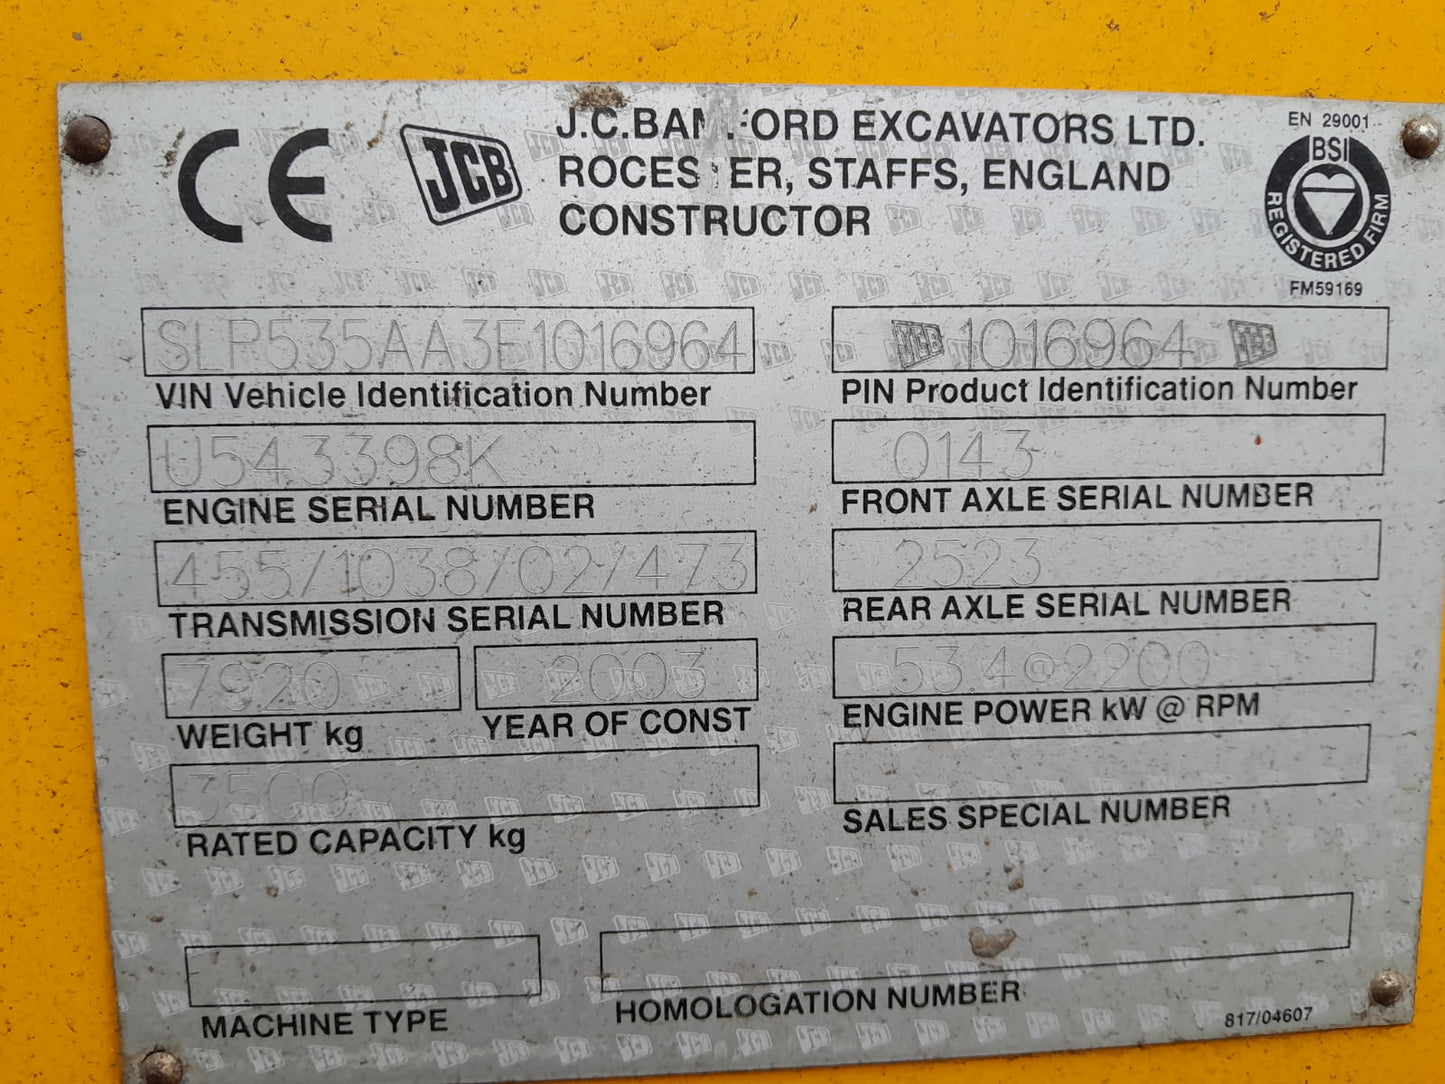 CE
JCB
J.C.BAMFORD EXCAVATORS LTD.
ROCESTER, STAFFS, ENGLAND
CONSTRUCTOR
EN 29001
BSI
REGISTERED FIRM
FM59169
SLP535AA3E1016964
VIN Vehicle Identification Number
JCB 1016964 JCB
PIN Product Identification Number
U543398K
ENGINE SERIAL NUMBER
0143
FRONT AXLE SERIAL NUMBER
455/1038/02/473
TRANSMISSION SERIAL NUMBER
2523
REAR AXLE SERIAL NUMBER
7920
WEIGHT kg
2003
YEAR OF CONST
53.4@2200
ENGINE POWER kW @ RPM
3500
RATED CAPACITY kg
SALES SPECIAL NUMBER
MACHINE TYPE
HOMOLOGATION NUMBER
817/04607